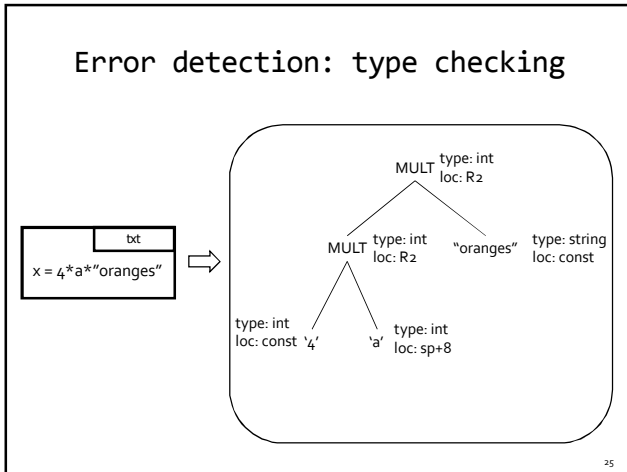 Error detection: type checking
txt
x = 4*a*”oranges”
MULT
type: int
loc: R2
MULT
type: int
loc: R2
“oranges”
type: string
loc: const
type: int
loc: const
‘4’
‘a’
type: int
loc: sp+8
25